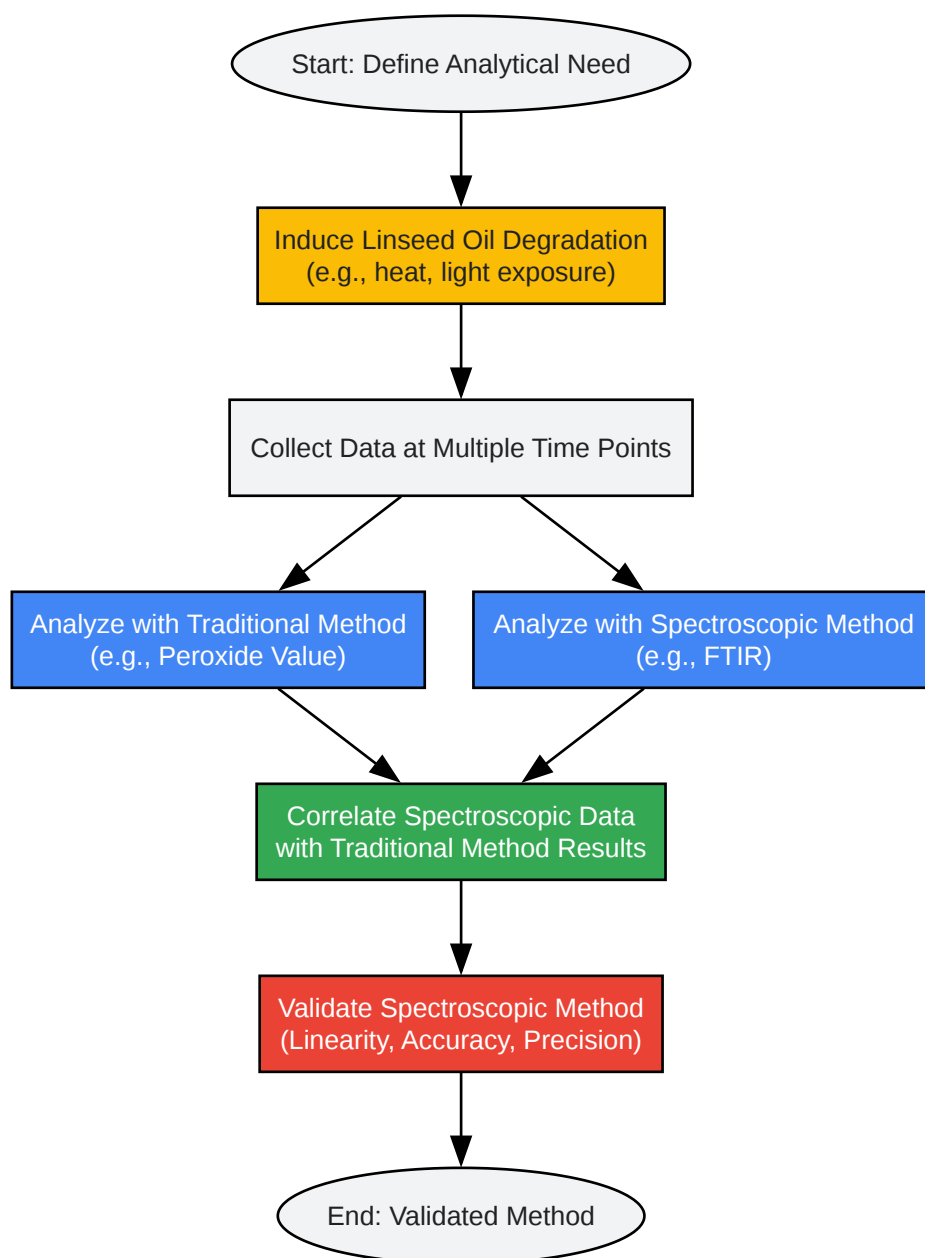 Start: Define Analytical Need
Induce Linseed Oil Degradation
(e.g., heat, light exposure)
Collect Data at Multiple Time Points
Analyze with Traditional Method
(e.g., Peroxide Value)
Analyze with Spectroscopic Method
(e.g., FTIR)
Correlate Spectroscopic Data
with Traditional Method Results
Validate Spectroscopic Method
(Linearity, Accuracy, Precision)
End: Validated Method